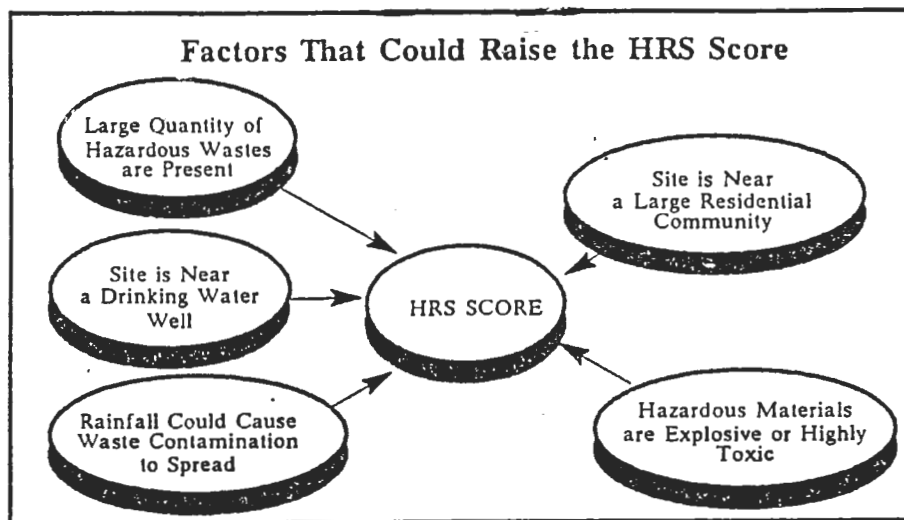 Factors That Could Raise the HRS Score
Large Quantity of
Hazardous Wastes
are Present
Site is Near
a Large Residential
Community
Site is Near
a Drinking Water
Well
HRS SCORE
Rainfall Could Cause
Waste Contamination
to Spread
Hazardous Materials
are Explosive or Highly
Toxic